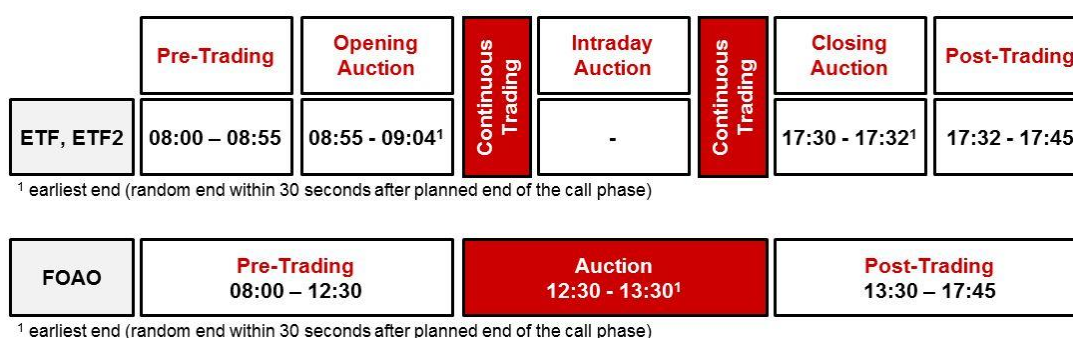 Pre-Trading
Opening
Auction
Continuous
Trading
Intraday
Auction
Continuous
Trading
Closing
Auction
Post-Trading
ETF, ETF2
08:00 – 08:55
08:55 - 09:04¹
-
17:30 - 17:32¹
17:32 - 17:45
¹ earliest end (random end within 30 seconds after planned end of the call phase)
FOAO
Pre-Trading
08:00 – 12:30
Auction
12:30 - 13:30¹
Post-Trading
13:30 – 17:45
¹ earliest end (random end within 30 seconds after planned end of the call phase)